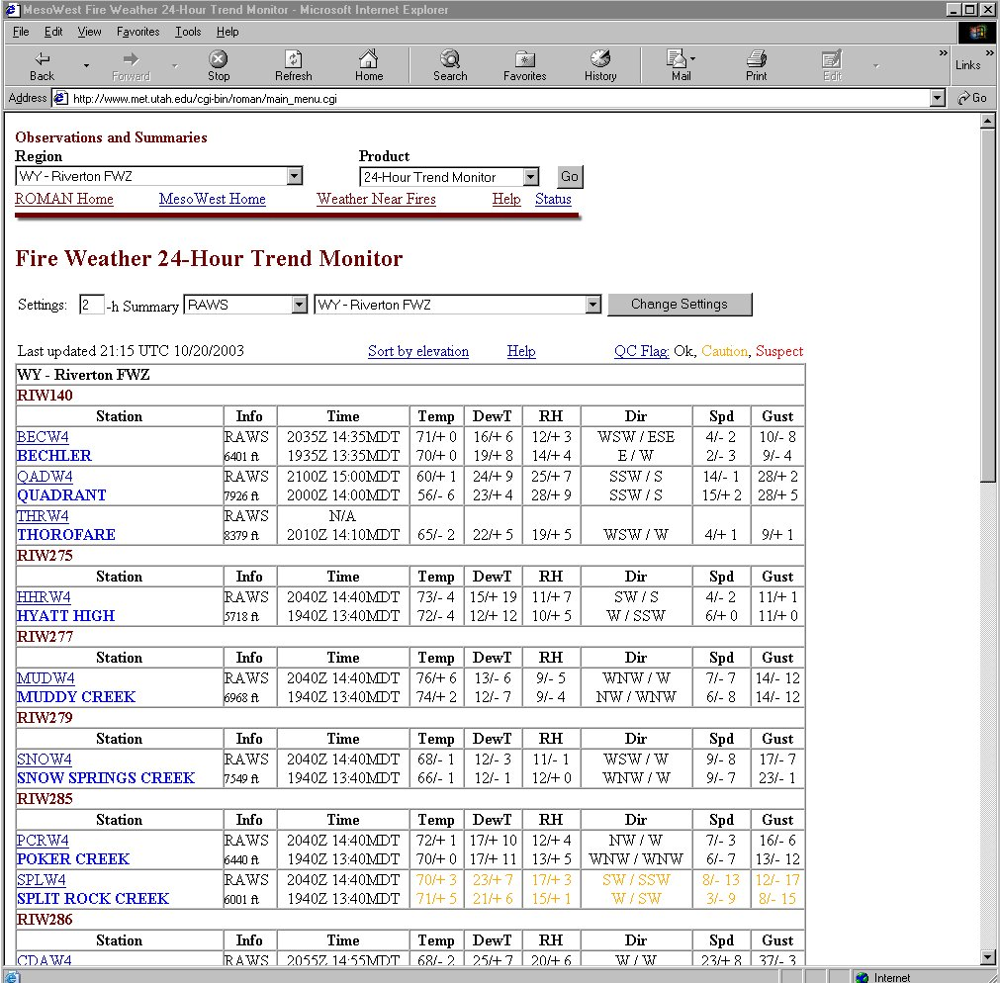 MesoWest Fire Weather 24-Hour Trend Monitor - Microsoft Internet Explorer
File Edit View Favorites Tools Help
Back Forward Stop Refresh Home Search Favorites History Mail Print Edit » Links »
Address http://www.met.utah.edu/cgi-bin/roman/main_menu.cgi Go
Observations and Summaries
Region Product
WY - Riverton FWZ 24-Hour Trend Monitor Go
ROMAN Home MesoWest Home Weather Near Fires Help Status
Fire Weather 24-Hour Trend Monitor
Settings: 2 -h Summary RAWS WY - Riverton FWZ Change Settings
Last updated 21:15 UTC 10/20/2003 Sort by elevation Help QC Flag: Ok, Caution, Suspect
WY - Riverton FWZ
RIW140
Station Info Time Temp DewT RH Dir Spd Gust
BECW4 RAWS 2035Z 14:35MDT 71/+ 0 16/+ 6 12/+ 3 WSW / ESE 4/- 2 10/- 8
BECHLER 6401 ft 1935Z 13:35MDT 70/+ 0 19/+ 8 14/+ 4 E / W 2/- 3 9/- 4
QADW4 RAWS 2100Z 15:00MDT 60/+ 1 24/+ 9 25/+ 7 SSW / S 14/- 1 28/+ 2
QUADRANT 7926 ft 2000Z 14:00MDT 56/- 6 23/+ 4 28/+ 9 SSW / S 15/+ 2 28/+ 5
THRW4 RAWS N/A
THOROFARE 8379 ft 2010Z 14:10MDT 65/- 2 22/+ 5 19/+ 5 WSW / W 4/+ 1 9/+ 1
RIW275
Station Info Time Temp DewT RH Dir Spd Gust
HHRW4 RAWS 2040Z 14:40MDT 73/- 4 15/+ 19 11/+ 7 SW / S 4/- 2 11/+ 1
HYATT HIGH 5718 ft 1940Z 13:40MDT 72/- 4 12/+ 12 10/+ 5 W / SSW 6/+ 0 11/+ 0
RIW277
Station Info Time Temp DewT RH Dir Spd Gust
MUDW4 RAWS 2040Z 14:40MDT 76/+ 6 13/- 6 9/- 5 WNW / W 7/- 7 14/- 12
MUDDY CREEK 6968 ft 1940Z 13:40MDT 74/+ 2 12/- 7 9/- 4 NW / WNW 6/- 8 14/- 12
RIW279
Station Info Time Temp DewT RH Dir Spd Gust
SNOW4 RAWS 2040Z 14:40MDT 68/- 1 12/- 3 11/- 1 WSW / W 9/- 8 17/- 7
SNOW SPRINGS CREEK 7549 ft 1940Z 13:40MDT 66/- 1 12/- 1 12/+ 0 WNW / W 9/- 7 23/- 1
RIW285
Station Info Time Temp DewT RH Dir Spd Gust
PCRW4 RAWS 2040Z 14:40MDT 72/+ 1 17/+ 10 12/+ 4 NW / W 7/- 3 16/- 6
POKER CREEK 6440 ft 1940Z 13:40MDT 70/+ 0 17/+ 11 13/+ 5 WNW / WNW 6/- 7 13/- 12
SPLW4 RAWS 2040Z 14:40MDT 70/+ 3 23/+ 7 17/+ 3 SW / SSW 8/- 13 12/- 17
SPLIT ROCK CREEK 6001 ft 1940Z 13:40MDT 71/+ 5 21/+ 6 15/+ 1 W / SW 3/- 9 8/- 15
RIW286
Station Info Time Temp DewT RH Dir Spd Gust
CDAW4 RAWS 2055Z 14:55MDT 68/- 2 25/+ 7 20/+ 6 W / W 23/+ 8 37/- 3
Internet